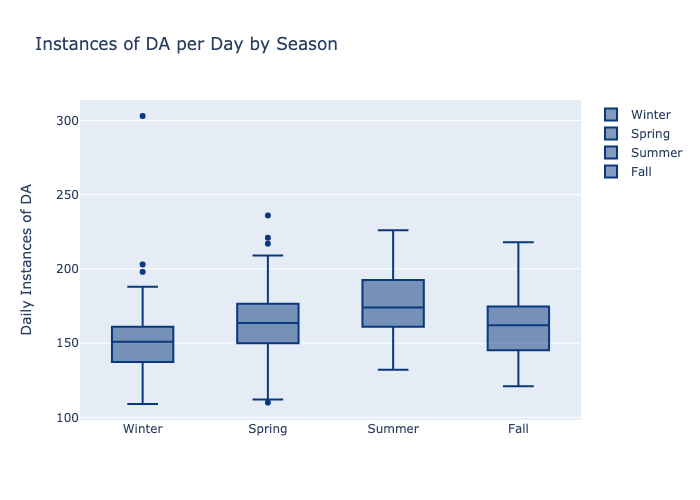 Instances of DA per Day by Season
Daily Instances of DA
300
250
200
150
100
Winter
Spring
Summer
Fall
Winter
Spring
Summer
Fall